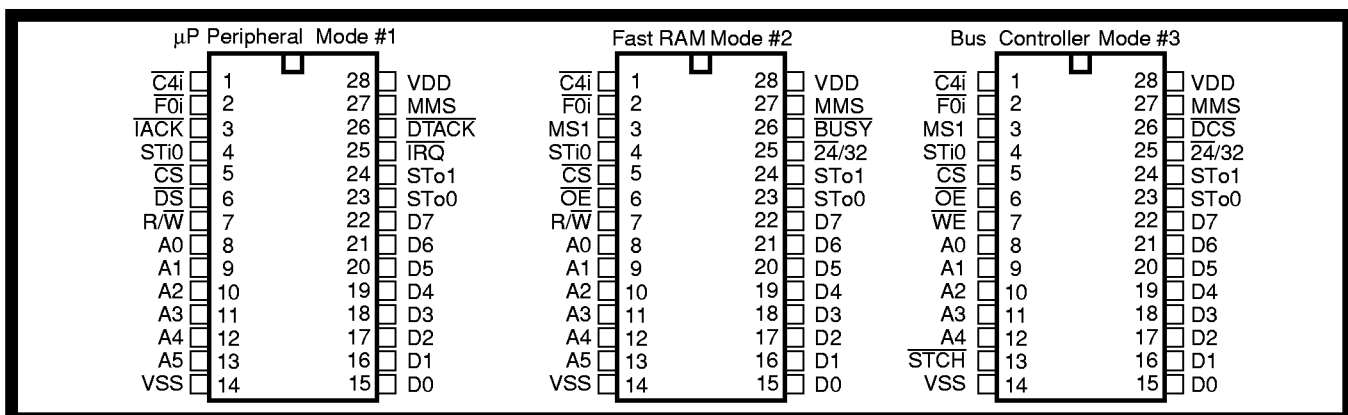 µP Peripheral Mode #1 Fast RAM Mode #2 Bus Controller Mode #3
C4i 1 28 VDD C4i 1 28 VDD C4i 1 28 VDD
F0i 2 27 MMS F0i 2 27 MMS F0i 2 27 MMS
IACK 3 26 DTACK MS1 3 26 BUSY MS1 3 26 DCS
STi0 4 25 IRQ STi0 4 25 24/32 STi0 4 25 24/32
CS 5 24 STo1 CS 5 24 STo1 CS 5 24 STo1
DS 6 23 STo0 OE 6 23 STo0 OE 6 23 STo0
R/W 7 22 D7 R/W 7 22 D7 WE 7 22 D7
A0 8 21 D6 A0 8 21 D6 A0 8 21 D6
A1 9 20 D5 A1 9 20 D5 A1 9 20 D5
A2 10 19 D4 A2 10 19 D4 A2 10 19 D4
A3 11 18 D3 A3 11 18 D3 A3 11 18 D3
A4 12 17 D2 A4 12 17 D2 A4 12 17 D2
A5 13 16 D1 A5 13 16 D1 STCH 13 16 D1
VSS 14 15 D0 VSS 14 15 D0 VSS 14 15 D0